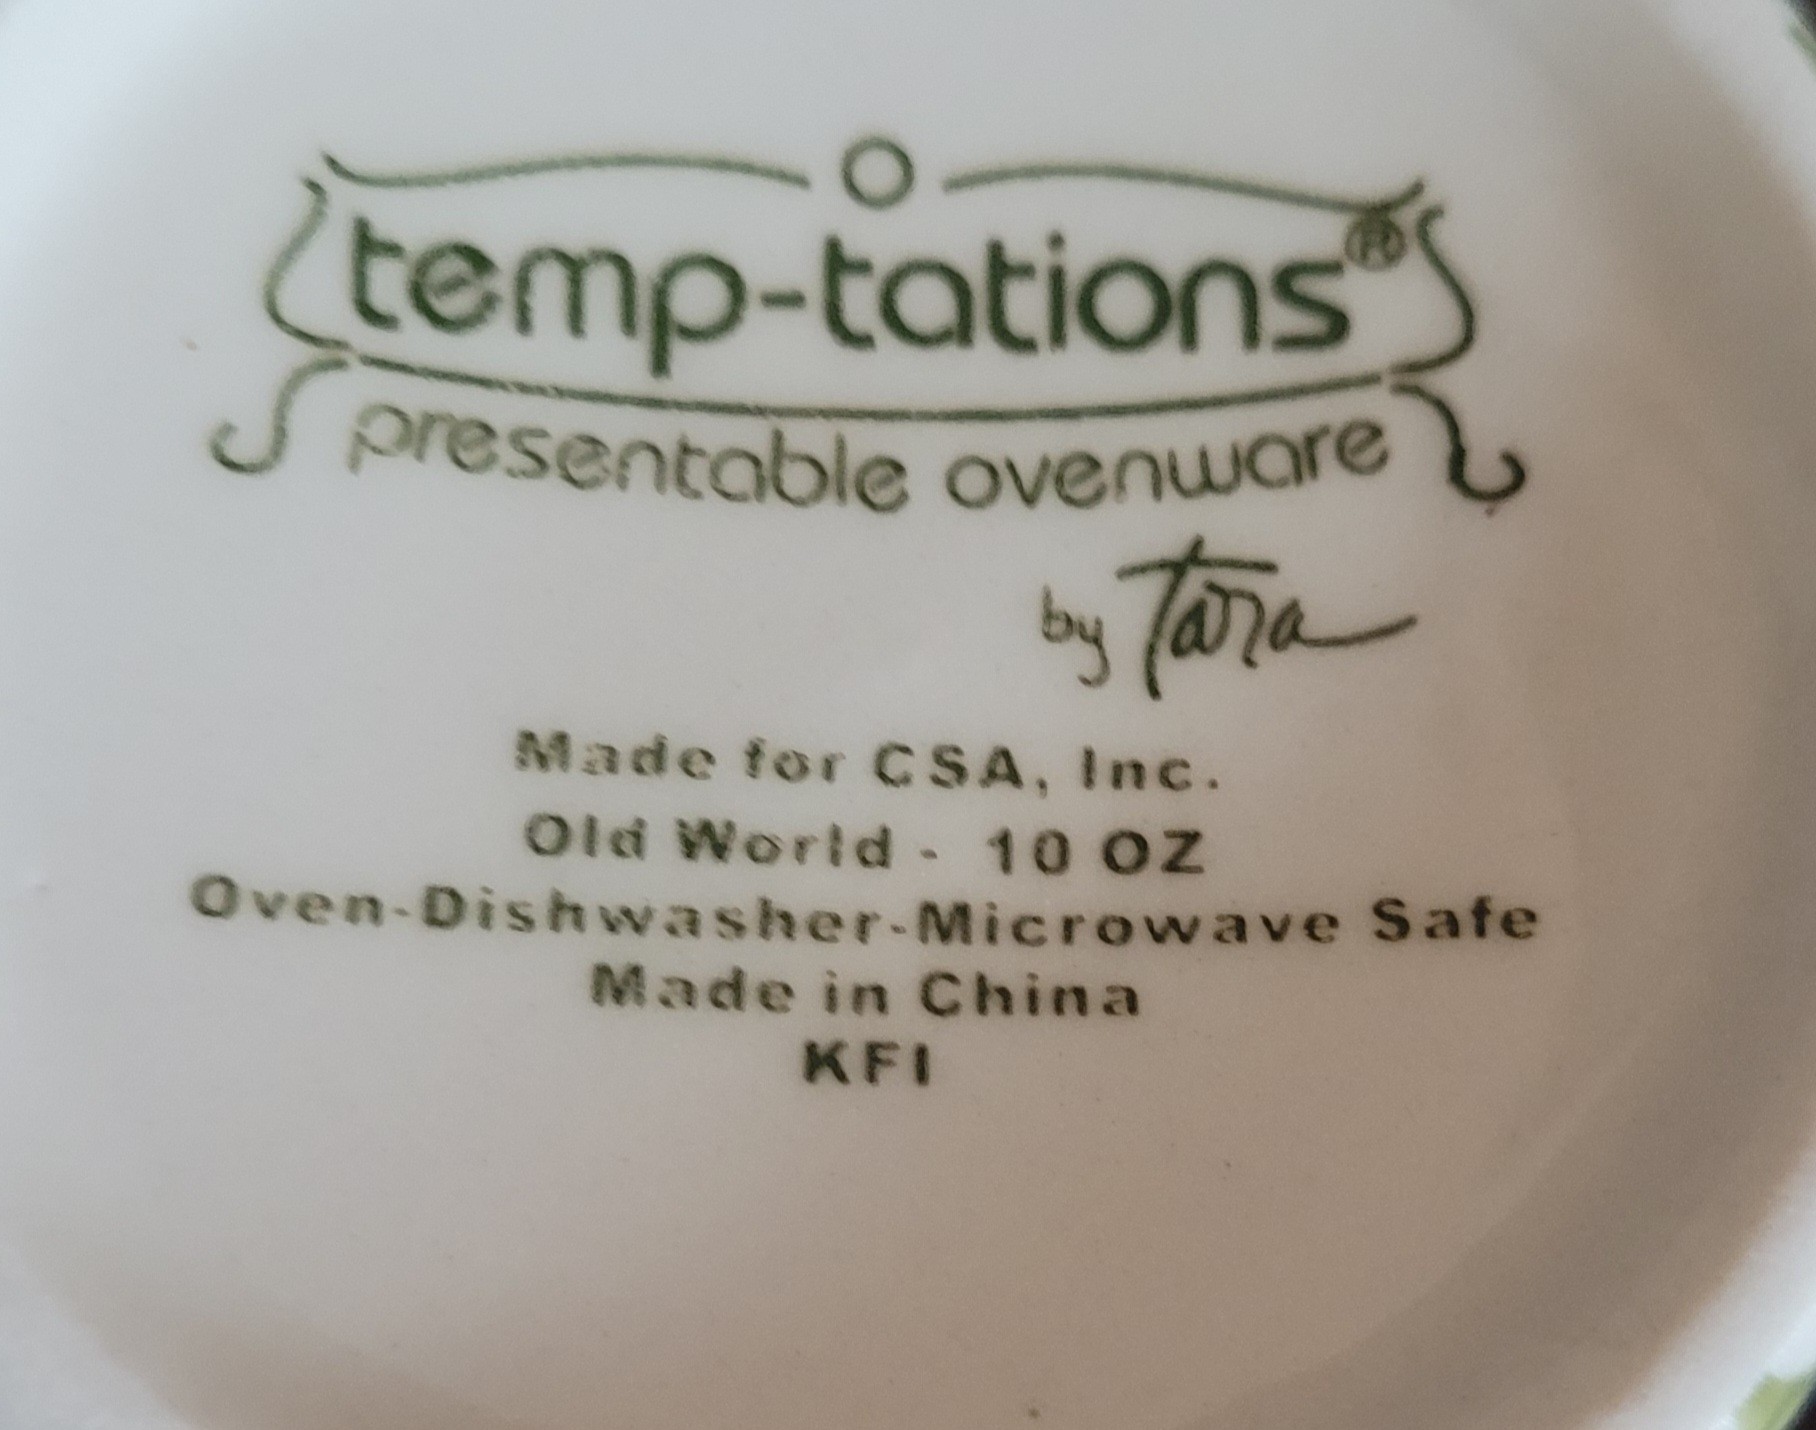 temp-tations®
presentable ovenware
by Tara
Made for CSA, Inc.
Old World - 10 OZ
Oven-Dishwasher-Microwave Safe
Made in China
KFI